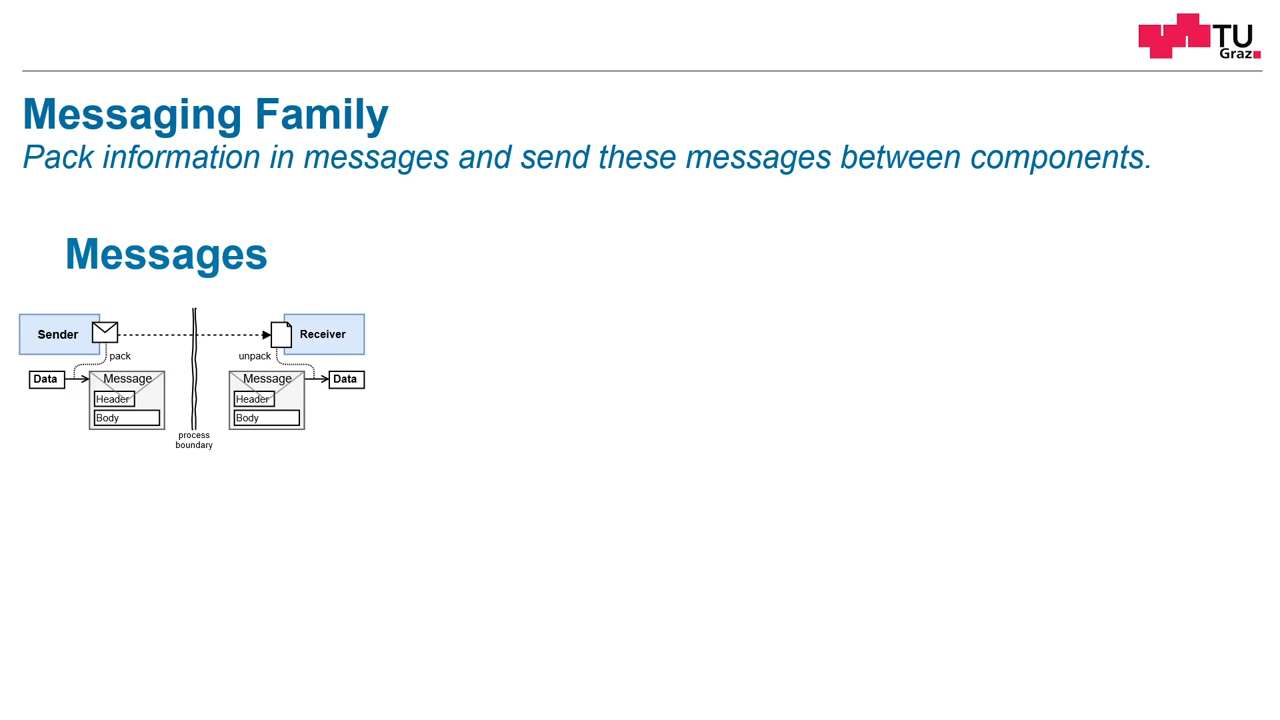 TU
Graz
Messaging Family
Pack information in messages and send these messages between components.
Messages
Sender
Receiver
pack
unpack
Data
Message
Message
Data
Header
Header
Body
Body
process
boundary